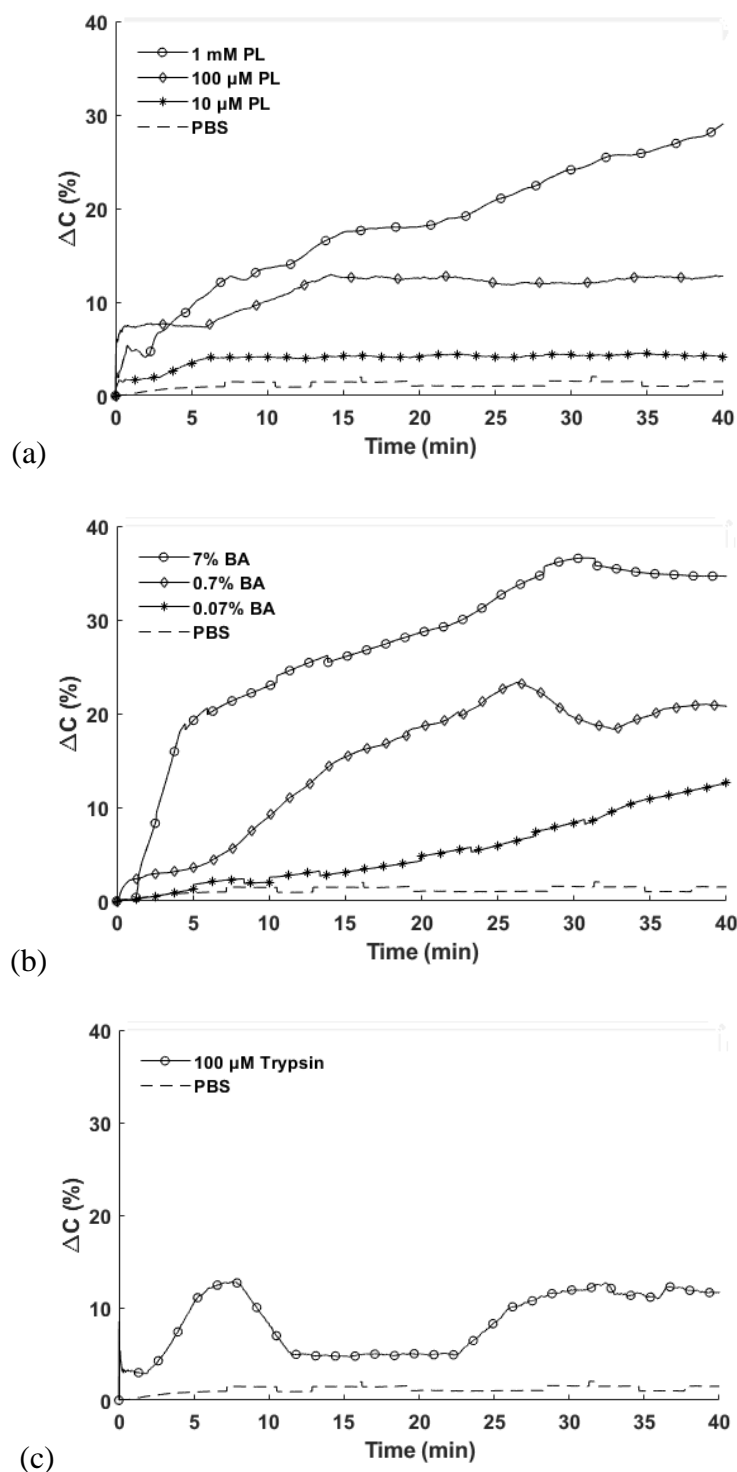 40
30
20
10
0
ΔC (%)
1 mM PL
100 µM PL
10 µM PL
PBS
0 5 10 15 20 25 30 35 40
Time (min)
(a)
40
30
20
10
0
ΔC (%)
7% BA
0.7% BA
0.07% BA
PBS
0 5 10 15 20 25 30 35 40
Time (min)
(b)
40
30
20
10
0
ΔC (%)
100 µM Trypsin
PBS
0 5 10 15 20 25 30 35 40
Time (min)
(c)